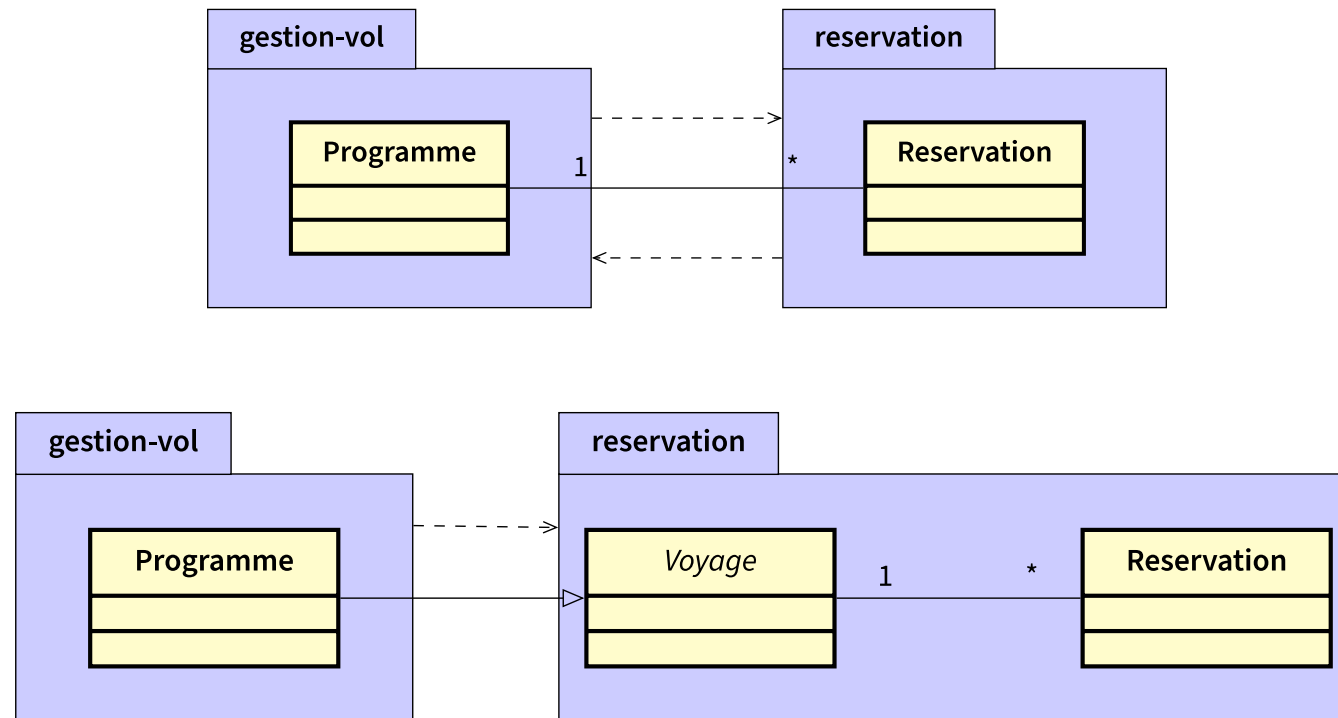 gestion-vol
reservation
Programme
1
*
Reservation
gestion-vol
reservation
Programme
Voyage
1
*
Reservation